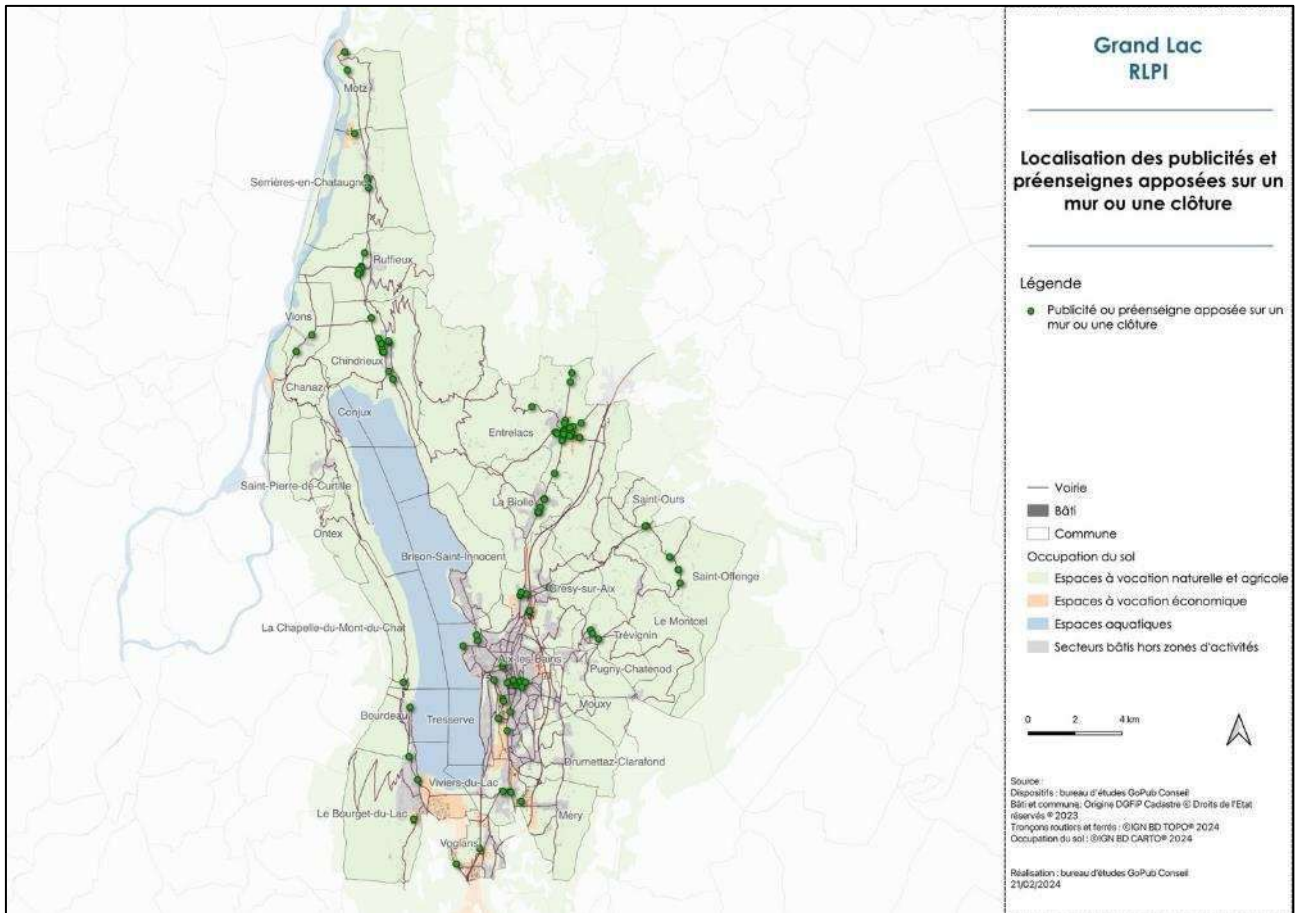 Grand Lac
RLPI
Localisation des publicités et
préenseignes apposées sur un
mur ou une clôture
Légende
Publicité ou préenseigne apposée sur un
mur ou une clôture
Voirie
Bâti
Commune
Occupation du sol
Espaces à vocation naturelle et agricole
Espaces à vocation économique
Espaces aquatiques
Secteurs bâtis hors zones d'activités
0 2 4 km
Source :
Dispositifs : bureau d'études GoPub Conseil
Bâti et commune: Origine DGFiP Cadastre © Droits de l'Etat
réservés ® 2023
Tronçons routiers et ferrés : ©IGN BD TOPO® 2024
Occupation du sol : ©IGN BD CARTO® 2024
Réalisation : bureau d'études GoPub Conseil
21/02/2024
Motz
Serrières-en-Chautagne
Ruffieux
Vions
Chindrieux
Chanaz
Conjux
Entrelacs
Saint-Pierre-de-Curtille
La Biolle
Saint-Ours
Ontex
Brison-Saint-Innocent
Saint-Offenge
Grésy-sur-Aix
La Chapelle-du-Mont-du-Chat
Le Montcel
Trévignin
Aix-les-Bains
Pugny-Chatenod
Mouxy
Bourdeau
Tresserve
Drumettaz-Clarafond
Viviers-du-Lac
Le Bourget-du-Lac
Méry
Voglans